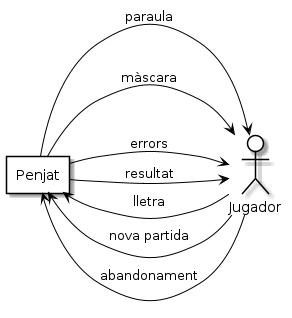 paraula
màscara
errors
Penjat
resultat
lletra
Jugador
nova partida
abandonament